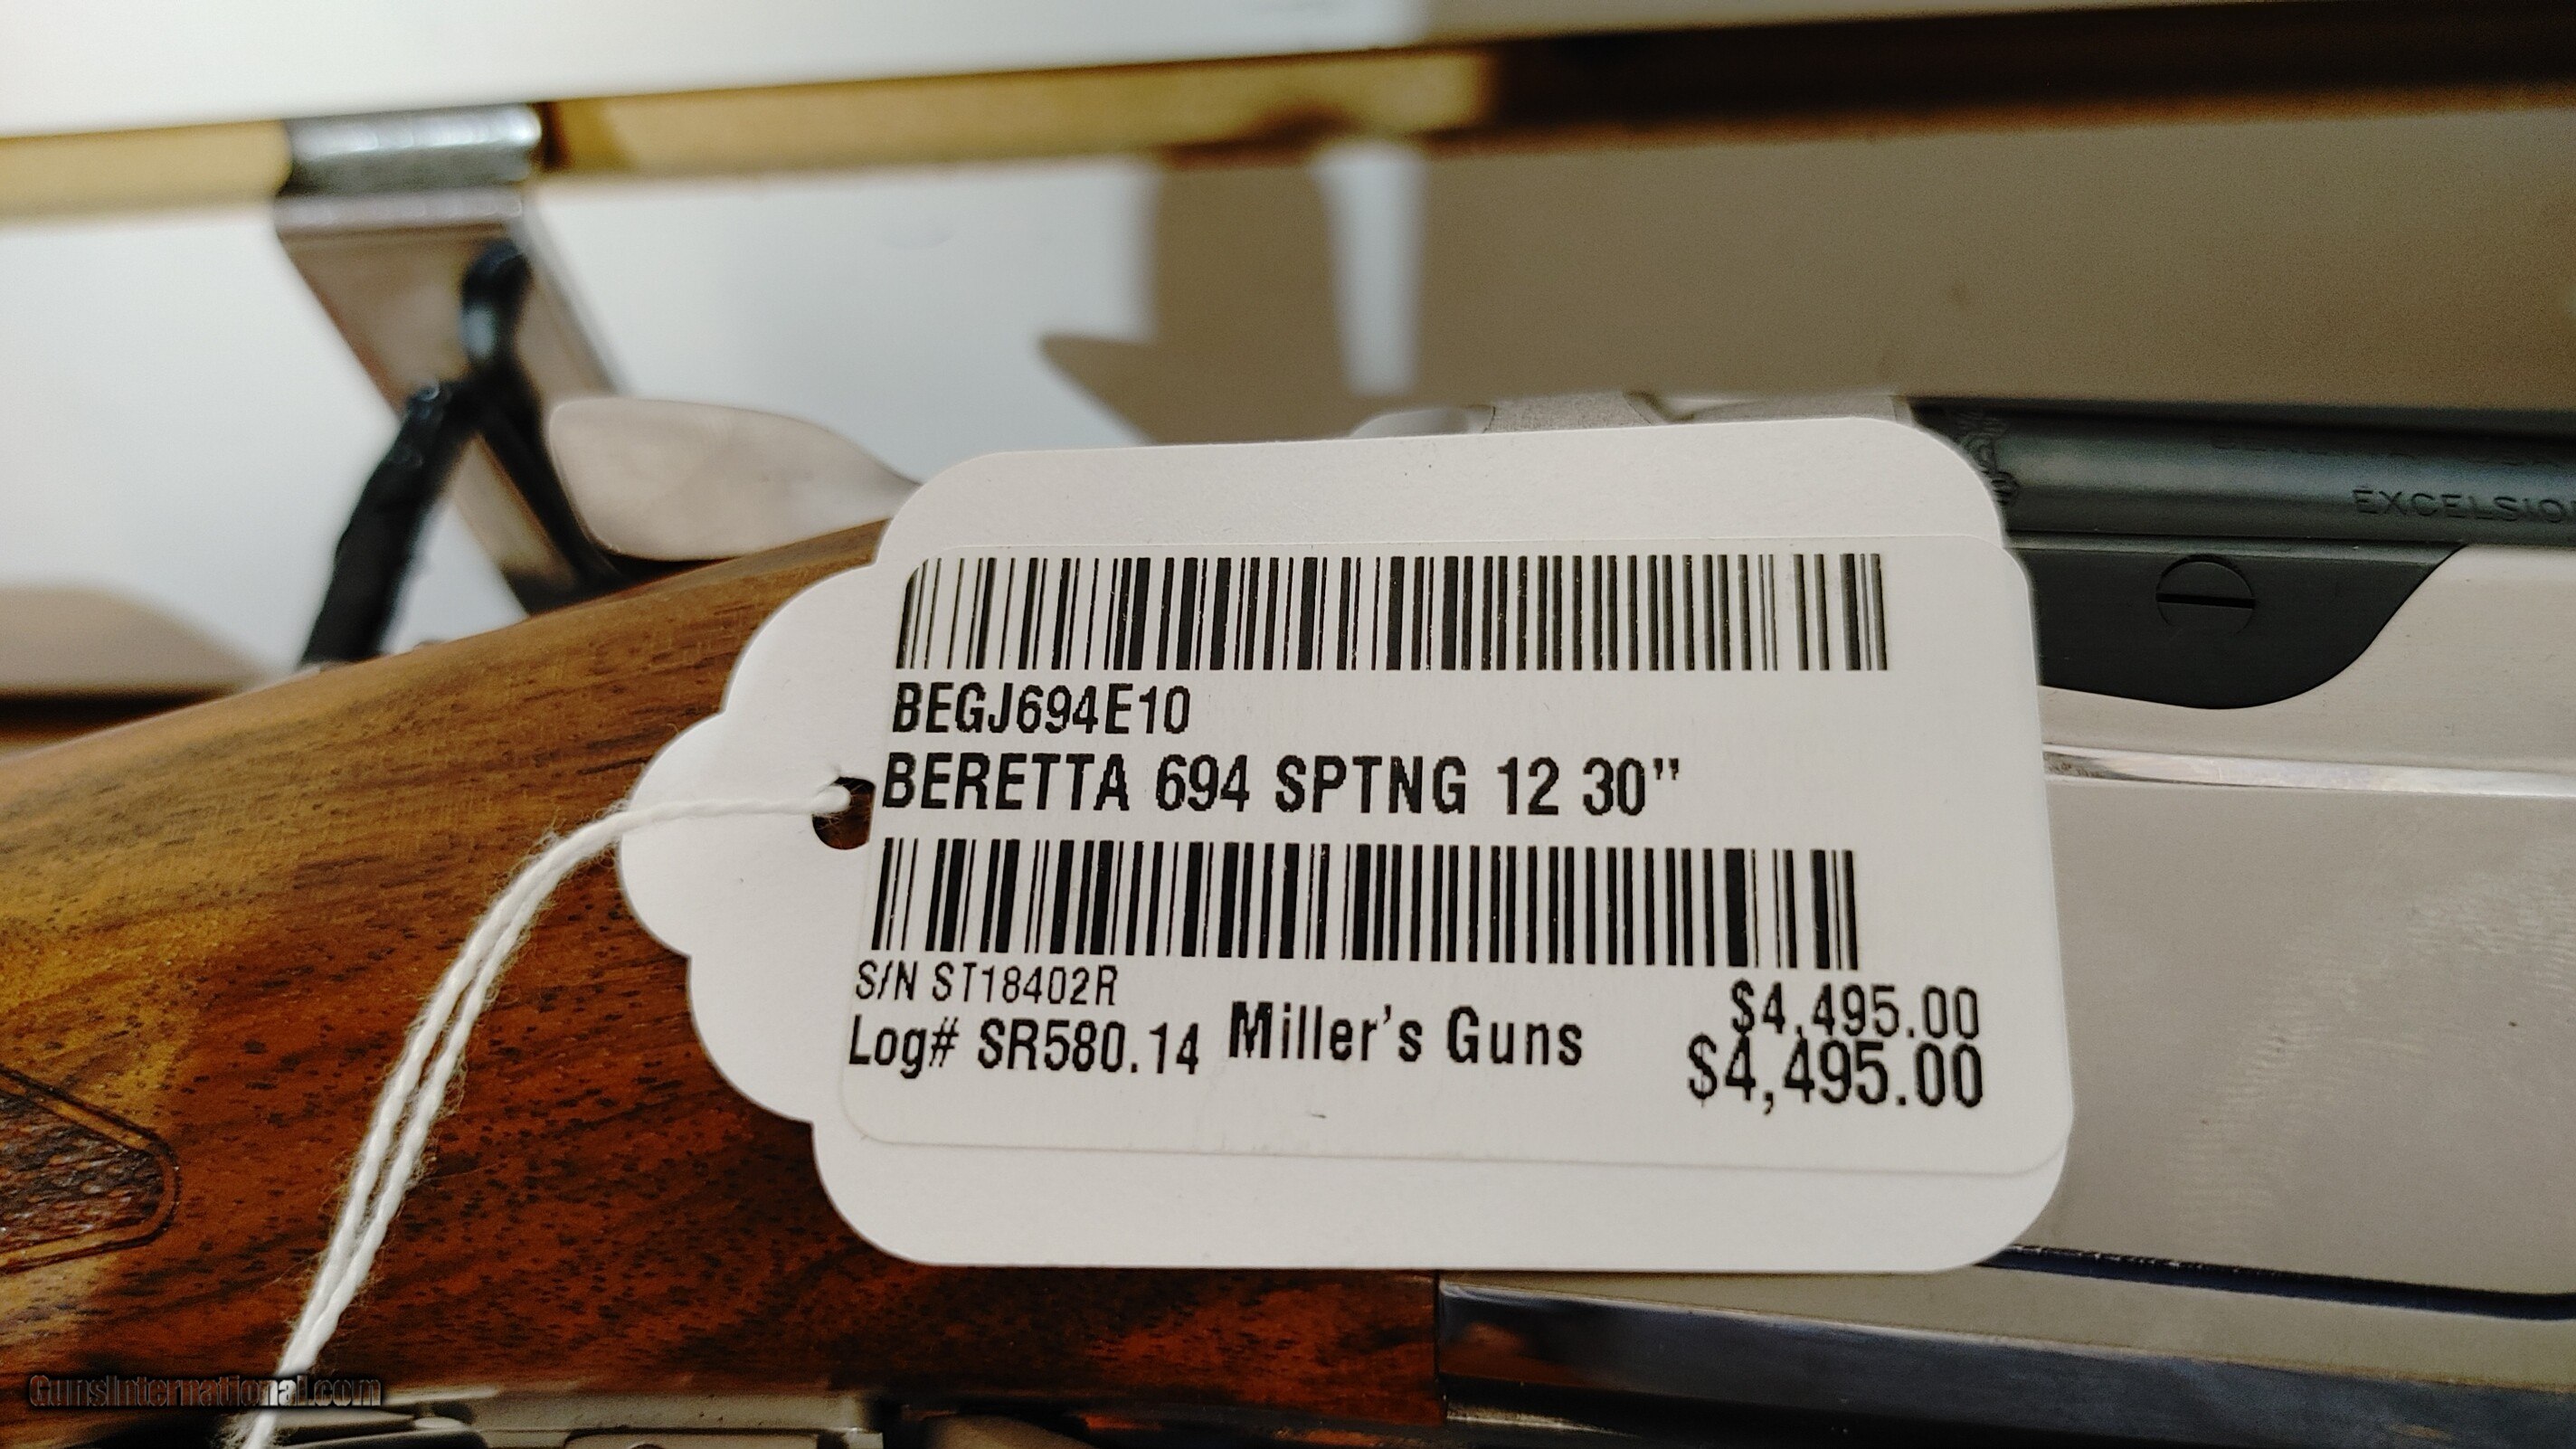 EXCELSIO
BEGJ694E10
BERETTA 694 SPTNG 12 30"
S/N ST18402R
$4,495.00
Log# SR580.14 Miller's Guns
$4,495.00
GunsInternational.com